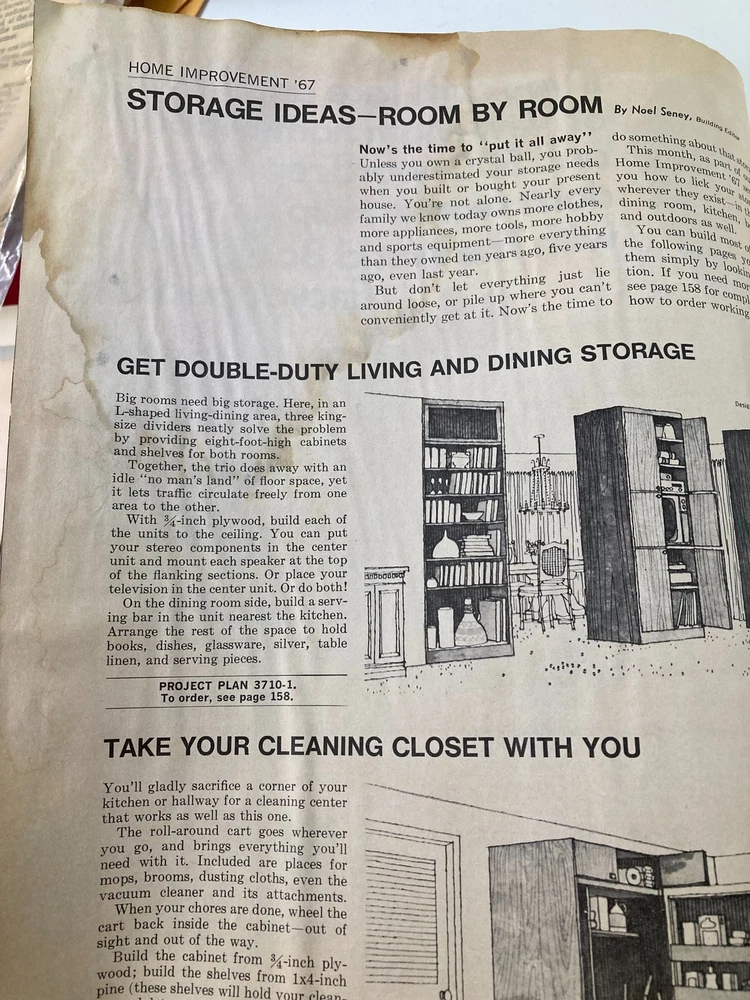 HOME IMPROVEMENT '67
STORAGE IDEAS—ROOM BY ROOM By Noel Seney, Building Editor
Now's the time to "put it all away"
Unless you own a crystal ball, you prob-
ably underestimated your storage needs
when you built or bought your present
house. You're not alone. Nearly every
family we know today owns more clothes,
more appliances, more tools, more hobby
and sports equipment—more everything
than they owned ten years ago, five years
ago, even last year.
But don't let everything just lie
around loose, or pile up where you can't
conveniently get at it. Now's the time to
do something about that
This month, as part of
Home Improvement '67
you how to lick your
wherever they exist—in
dining room, kitchen,
and outdoors as well.
You can build most of
the following pages
them simply by
tion. If you need
see page 158 for
how to order working
GET DOUBLE-DUTY LIVING AND DINING STORAGE
Big rooms need big storage. Here, in an
L-shaped living-dining area, three king-
size dividers neatly solve the problem
by providing eight-foot-high cabinets
and shelves for both rooms.
Together, the trio does away with an
idle "no man's land" of floor space, yet
it lets traffic circulate freely from one
area to the other.
With ¾-inch plywood, build each of
the units to the ceiling. You can put
your stereo components in the center
unit and mount each speaker at the top
of the flanking sections. Or place your
television in the center unit. Or do both!
On the dining room side, build a serv-
ing bar in the unit nearest the kitchen.
Arrange the rest of the space to hold
books, dishes, glassware, silver, table
linen, and serving pieces.
PROJECT PLAN 3710-1.
To order, see page 158.
TAKE YOUR CLEANING CLOSET WITH YOU
You'll gladly sacrifice a corner of your
kitchen or hallway for a cleaning center
that works as well as this one.
The roll-around cart goes wherever
you go, and brings everything you'll
need with it. Included are places for
mops, brooms, dusting cloths, even the
vacuum cleaner and its attachments.
When your chores are done, wheel the
cart back inside the cabinet—out of
sight and out of the way.
Build the cabinet from ¾-inch ply-
wood; build the shelves from 1x4-inch
pine (these shelves will hold your clean-